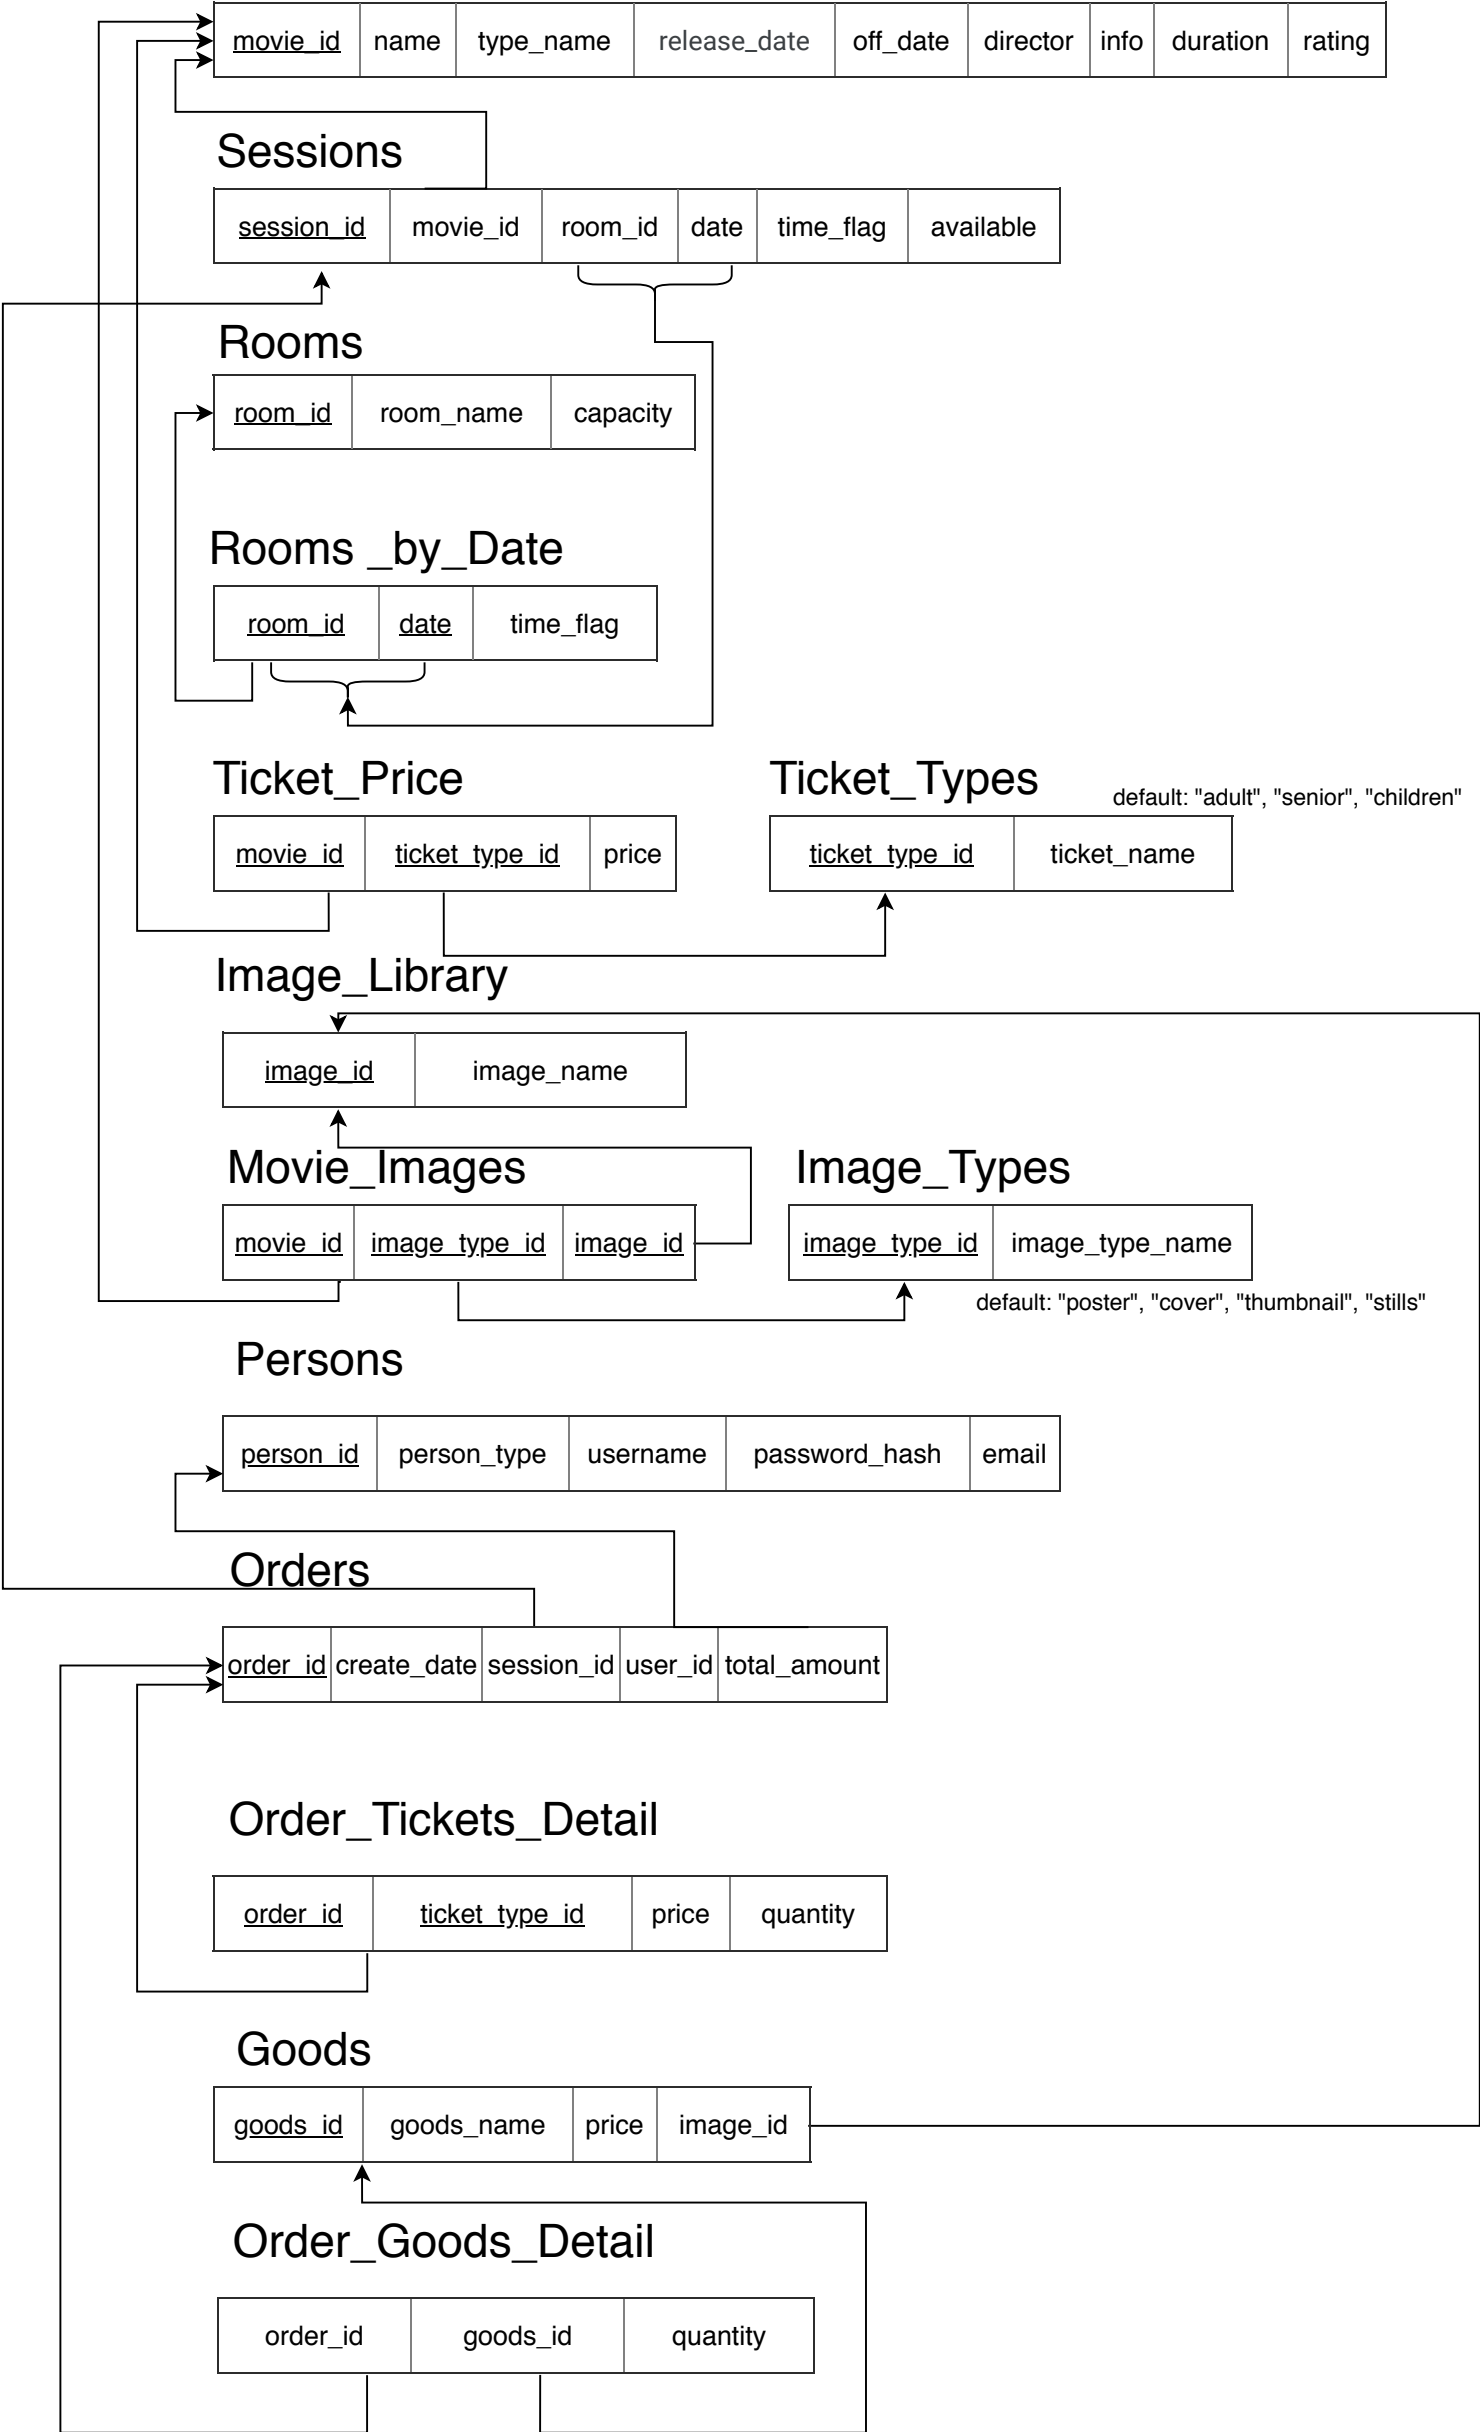 movie_id name type_name release_date off_date director info duration rating
Sessions
session_id movie_id room_id date time_flag available
Rooms
room_id room_name capacity
Rooms _by_Date
room_id date time_flag
Ticket_Price
movie_id ticket_type_id price
Ticket_Types
default: "adult", "senior", "children"
ticket_type_id ticket_name
Image_Library
image_id image_name
Movie_Images
movie_id image_type_id image_id
Image_Types
image_type_id image_type_name
default: "poster", "cover", "thumbnail", "stills"
Persons
person_id person_type username password_hash email
Orders
order_id create_date session_id user_id total_amount
Order_Tickets_Detail
order_id ticket_type_id price quantity
Goods
goods_id goods_name price image_id
Order_Goods_Detail
order_id goods_id quantity